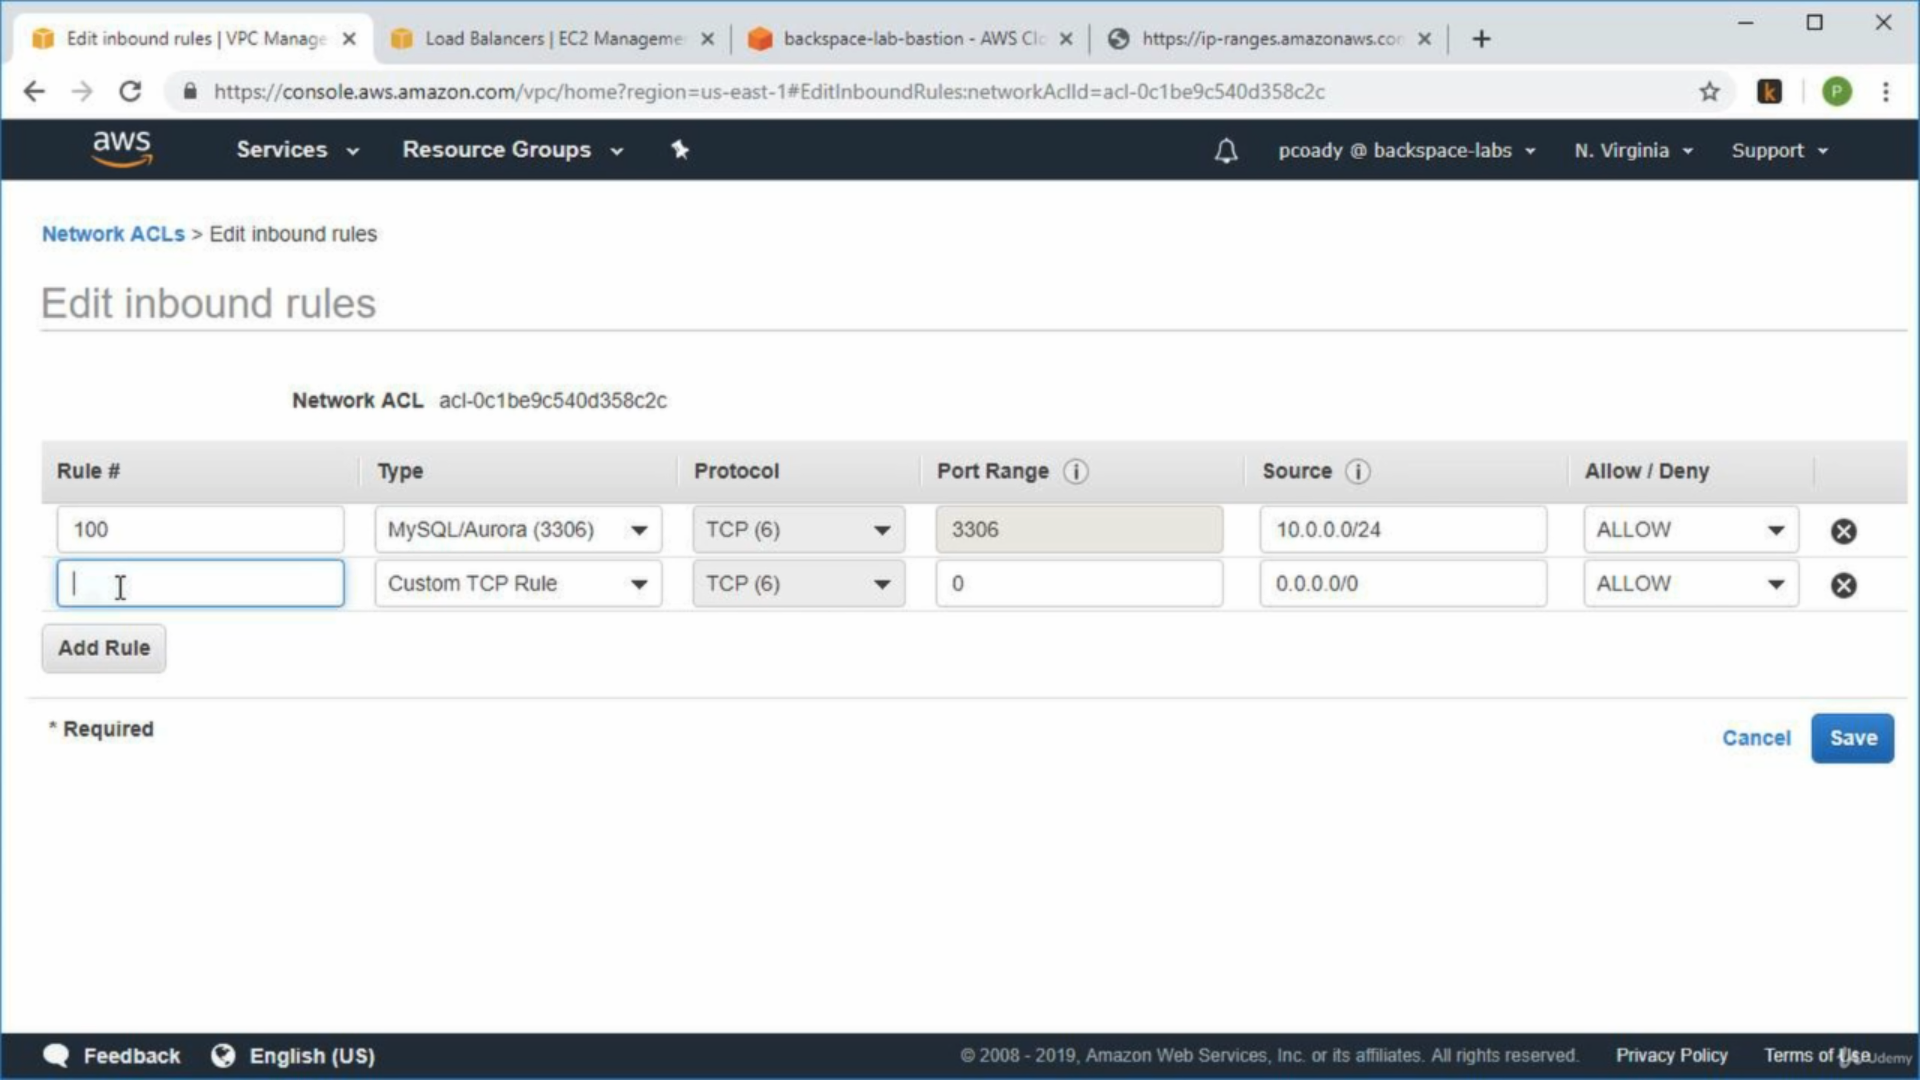 Edit inbound rules | VPC Manage
Load Balancers | EC2 Manageme
backspace-lab-bastion - AWS Clo
https://ip-ranges.amazonaws.con
https://console.aws.amazon.com/vpc/home?region=us-east-1#EditInboundRules:networkAclId=acl-0c1be9c540d358c2c
k
P
aws
Services
Resource Groups
pcoady @ backspace-labs
N. Virginia
Support
Network ACLs > Edit inbound rules
Edit inbound rules
Network ACL acl-0c1be9c540d358c2c
Rule # Type Protocol Port Range Source Allow / Deny
100 MySQL/Aurora (3306) TCP (6) 3306 10.0.0.0/24 ALLOW
Custom TCP Rule TCP (6) 0 0.0.0.0/0 ALLOW
Add Rule
* Required
Cancel Save
Feedback English (US) © 2008 - 2019, Amazon Web Services, Inc. or its affiliates. All rights reserved. Privacy Policy Terms of Use
Udemy